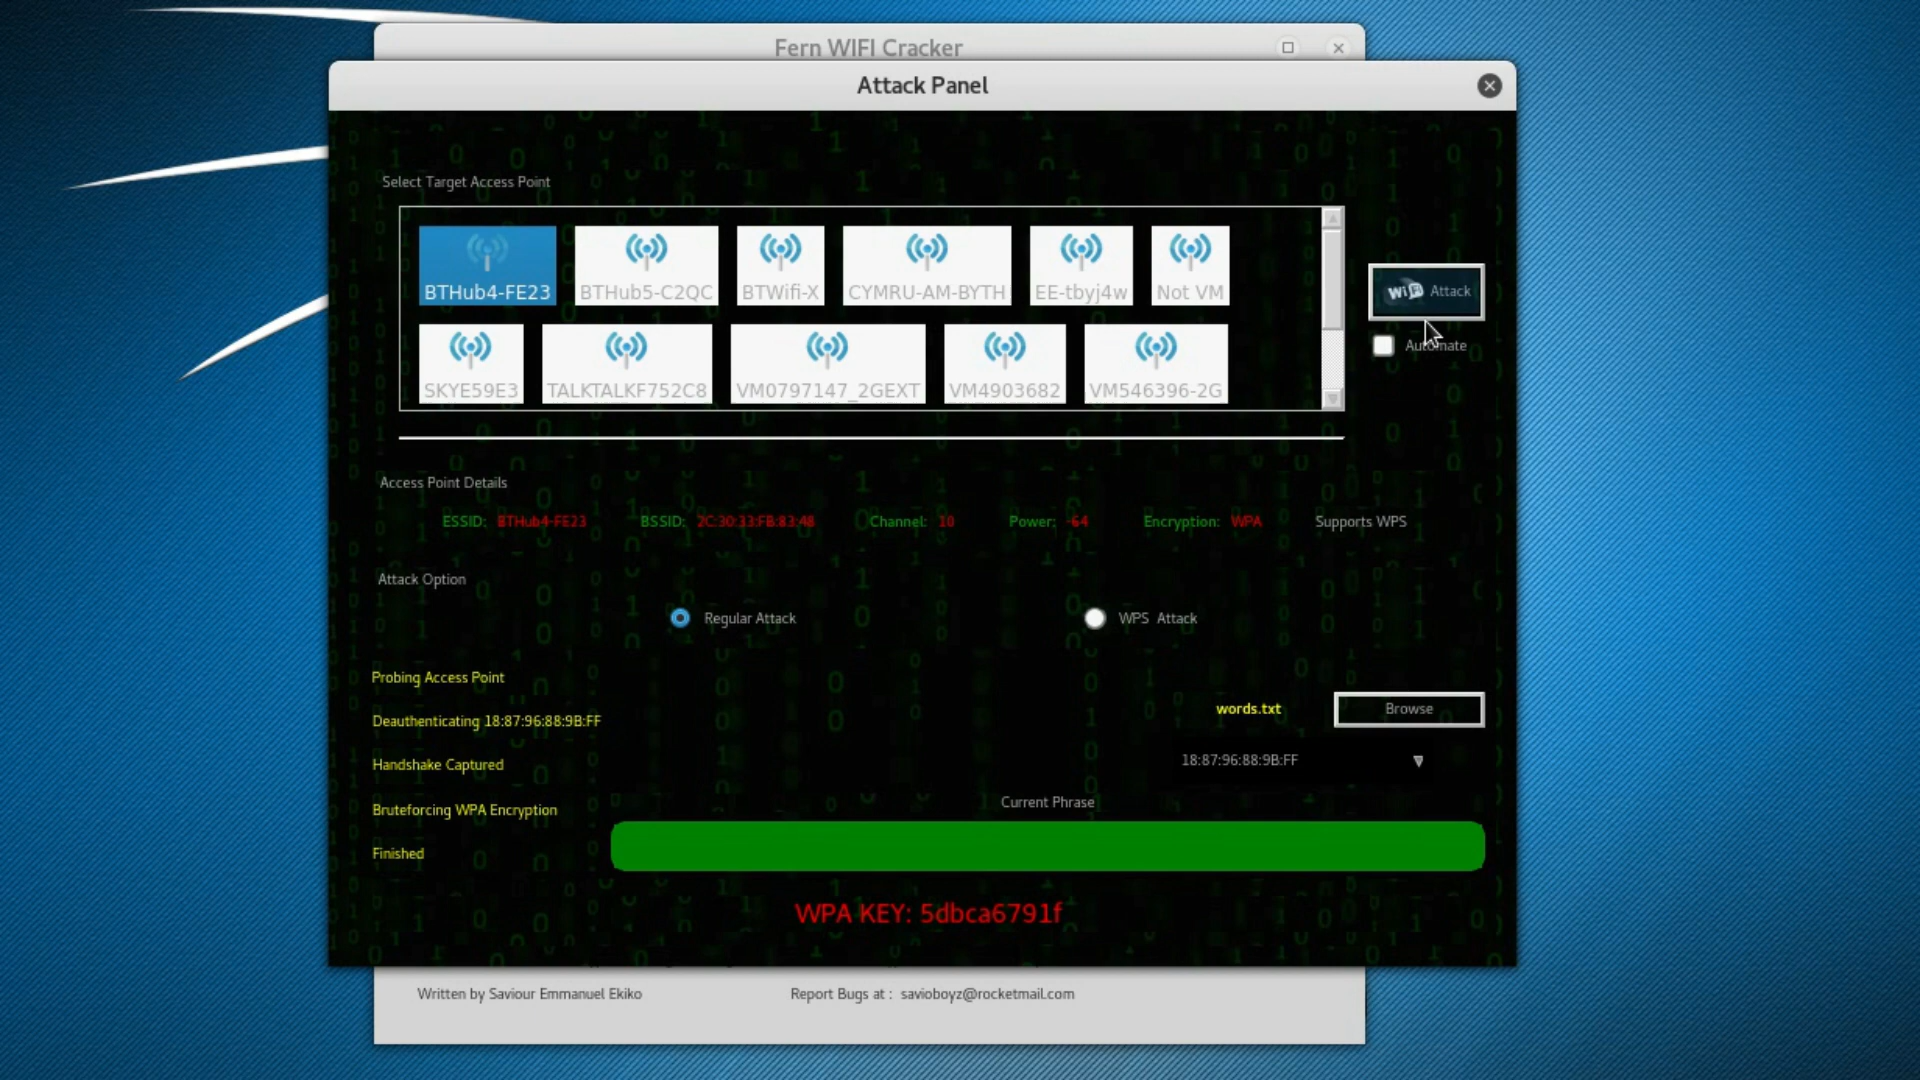 Fern WIFI Cracker
Attack Panel
Select Target Access Point
BTHub4-FE23 BTHub5-C2QC BTWifi-X CYMRU-AM-BYTH EE-tbyj4w Not VM
WiFi Attack
Automate
SKYE59E3 TALKTALKF752C8 VM0797147_2GEXT VM4903682 VM546396-2G
Access Point Details
ESSID: BTHub4-FE23 BSSID: 2C:30:33:FB:83:48 Channel: 10 Power: -64 Encryption: WPA Supports WPS
Attack Option
Regular Attack WPS Attack
Probing Access Point
words.txt Browse
Deauthenticating 18:87:96:88:9B:FF
18:87:96:88:9B:FF
Handshake Captured
Current Phrase
Bruteforcing WPA Encryption
Finished
WPA KEY: 5dbca6791f
Written by Saviour Emmanuel Ekiko Report Bugs at : savioboyz@rocketmail.com